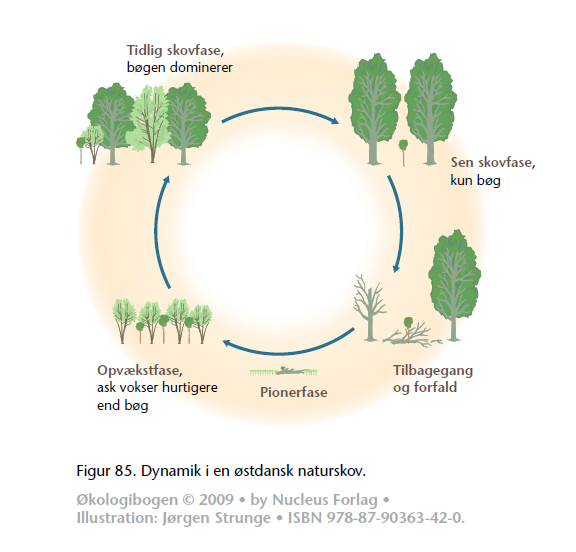 Tidlig skovfase,
bøgen dominerer
Sen skovfase,
kun bøg
Tilbagegang
og forfald
Pionerfase
Opvækstfase,
ask vokser hurtigere
end bøg
Figur 85. Dynamik i en østdansk naturskov.
Økologibogen © 2009 • by Nucleus Forlag •
Illustration: Jørgen Strunge • ISBN 978-87-90363-42-0.